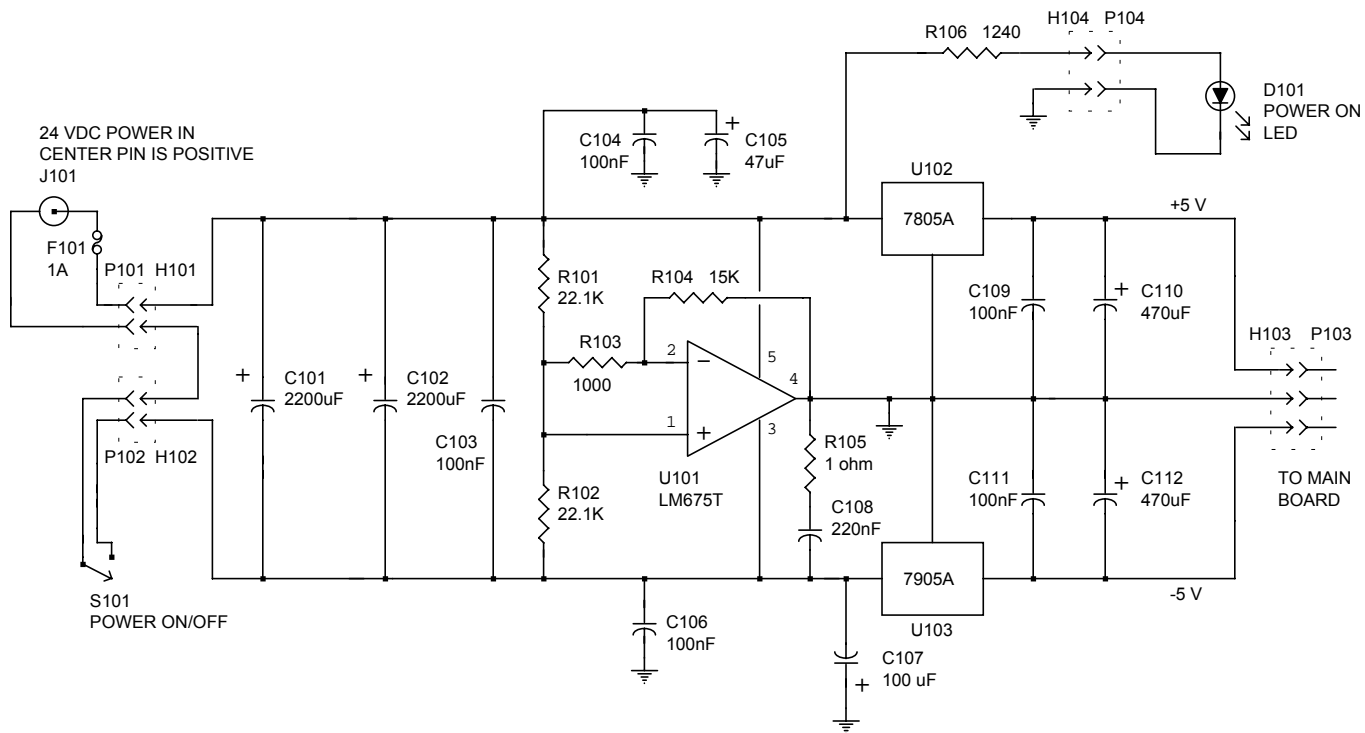 H104 P104
R106 1240
D101
POWER ON
LED
24 VDC POWER IN
CENTER PIN IS POSITIVE
J101
C104
100nF
+
C105
47uF
U102
7805A
+5 V
F101
1A
P101 H101
R101
22.1K
R104 15K
C109
100nF
+
C110
470uF
R103
1000
2
−
5
4
H103 P103
+
C101
2200uF
+
C102
2200uF
C103
100nF
1
+
3
P102 H102
U101
LM675T
R105
1 ohm
C111
100nF
+
C112
470uF
TO MAIN
BOARD
R102
22.1K
C108
220nF
7905A
U103
-5 V
S101
POWER ON/OFF
C106
100nF
C107
100 uF
+